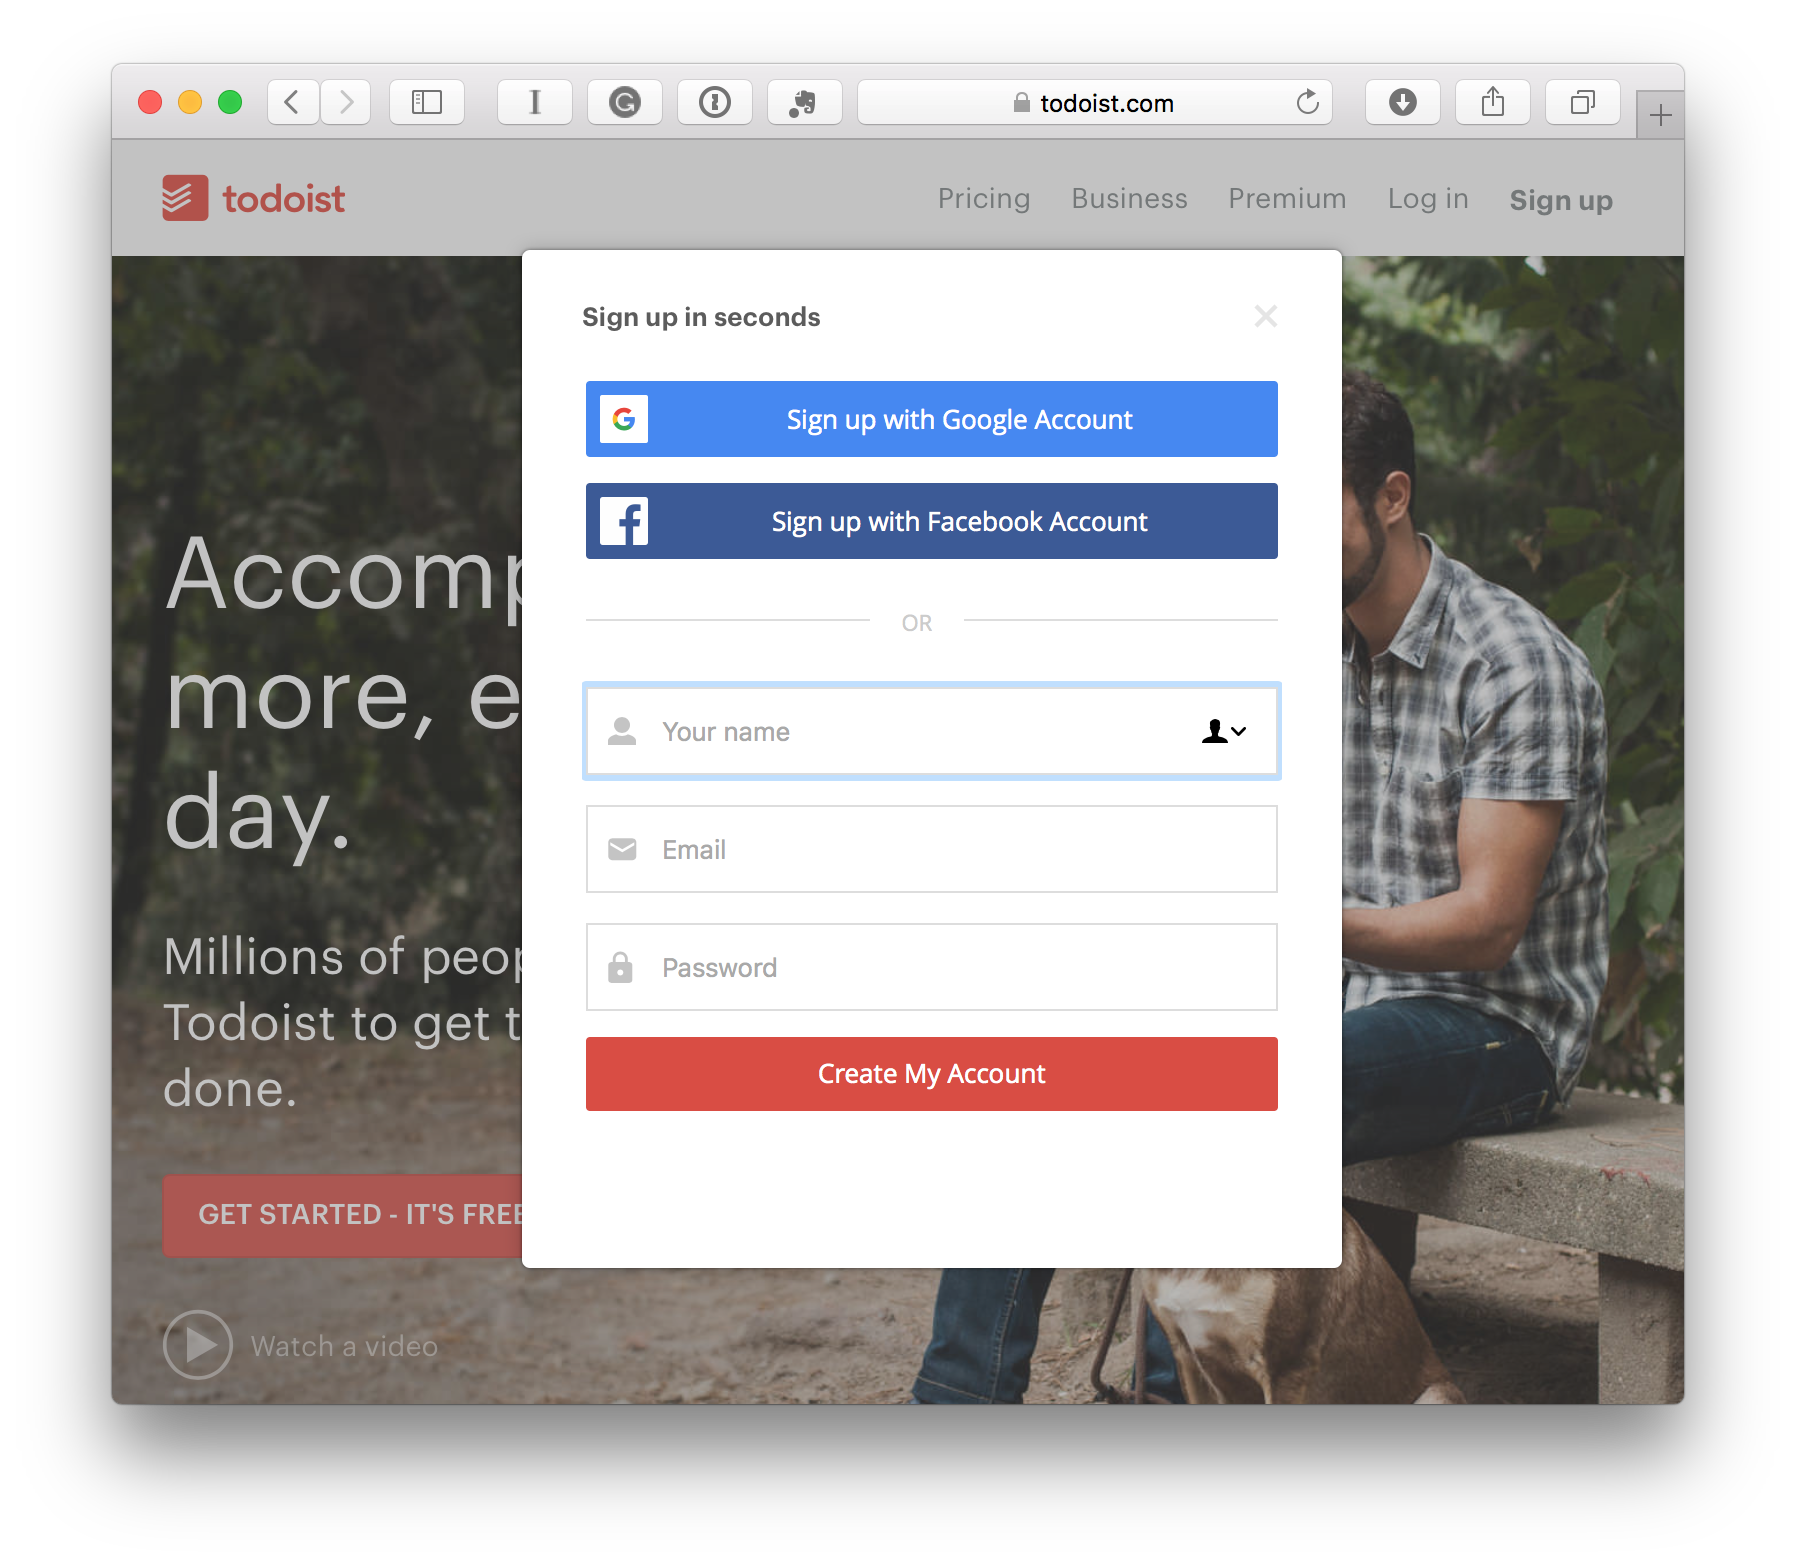 todoist.com
todoist
Pricing Business Premium Log in Sign up
Sign up in seconds
Sign up with Google Account
Sign up with Facebook Account
OR
Your name
Email
Password
Create My Account
Accomp
more, e
day.
Millions of peop
Todoist to get t
done.
GET STARTED - IT'S FREE
Watch a video